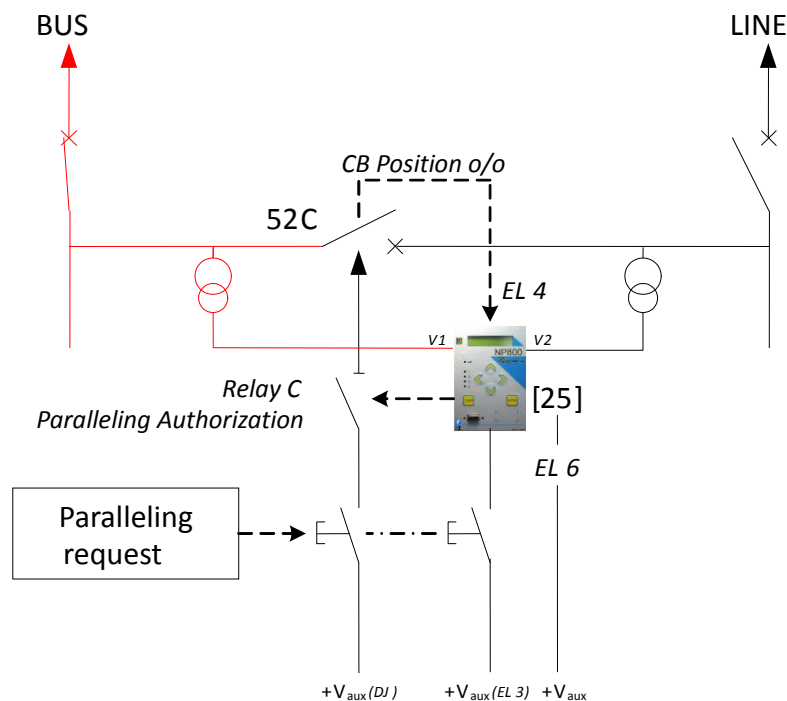 BUS
LINE
CB Position o/o
52C
EL 4
V1
V2
NP800
Relay C
Paralleling Authorization
[25]
EL 6
Paralleling
request
+Vaux (DJ )
+Vaux (EL 3)
+Vaux